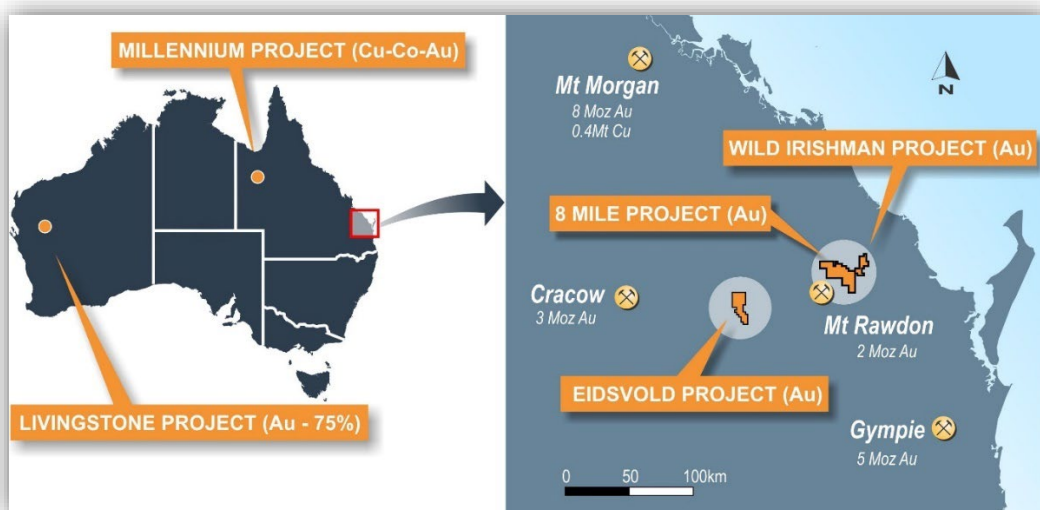 MILLENNIUM PROJECT (Cu-Co-Au)
LIVINGSTONE PROJECT (Au - 75%)
Mt Morgan
8 Moz Au
0.4Mt Cu
N
WILD IRISHMAN PROJECT (Au)
8 MILE PROJECT (Au)
Cracow
3 Moz Au
Mt Rawdon
2 Moz Au
EIDSVOLD PROJECT (Au)
Gympie
5 Moz Au
0 50 100km